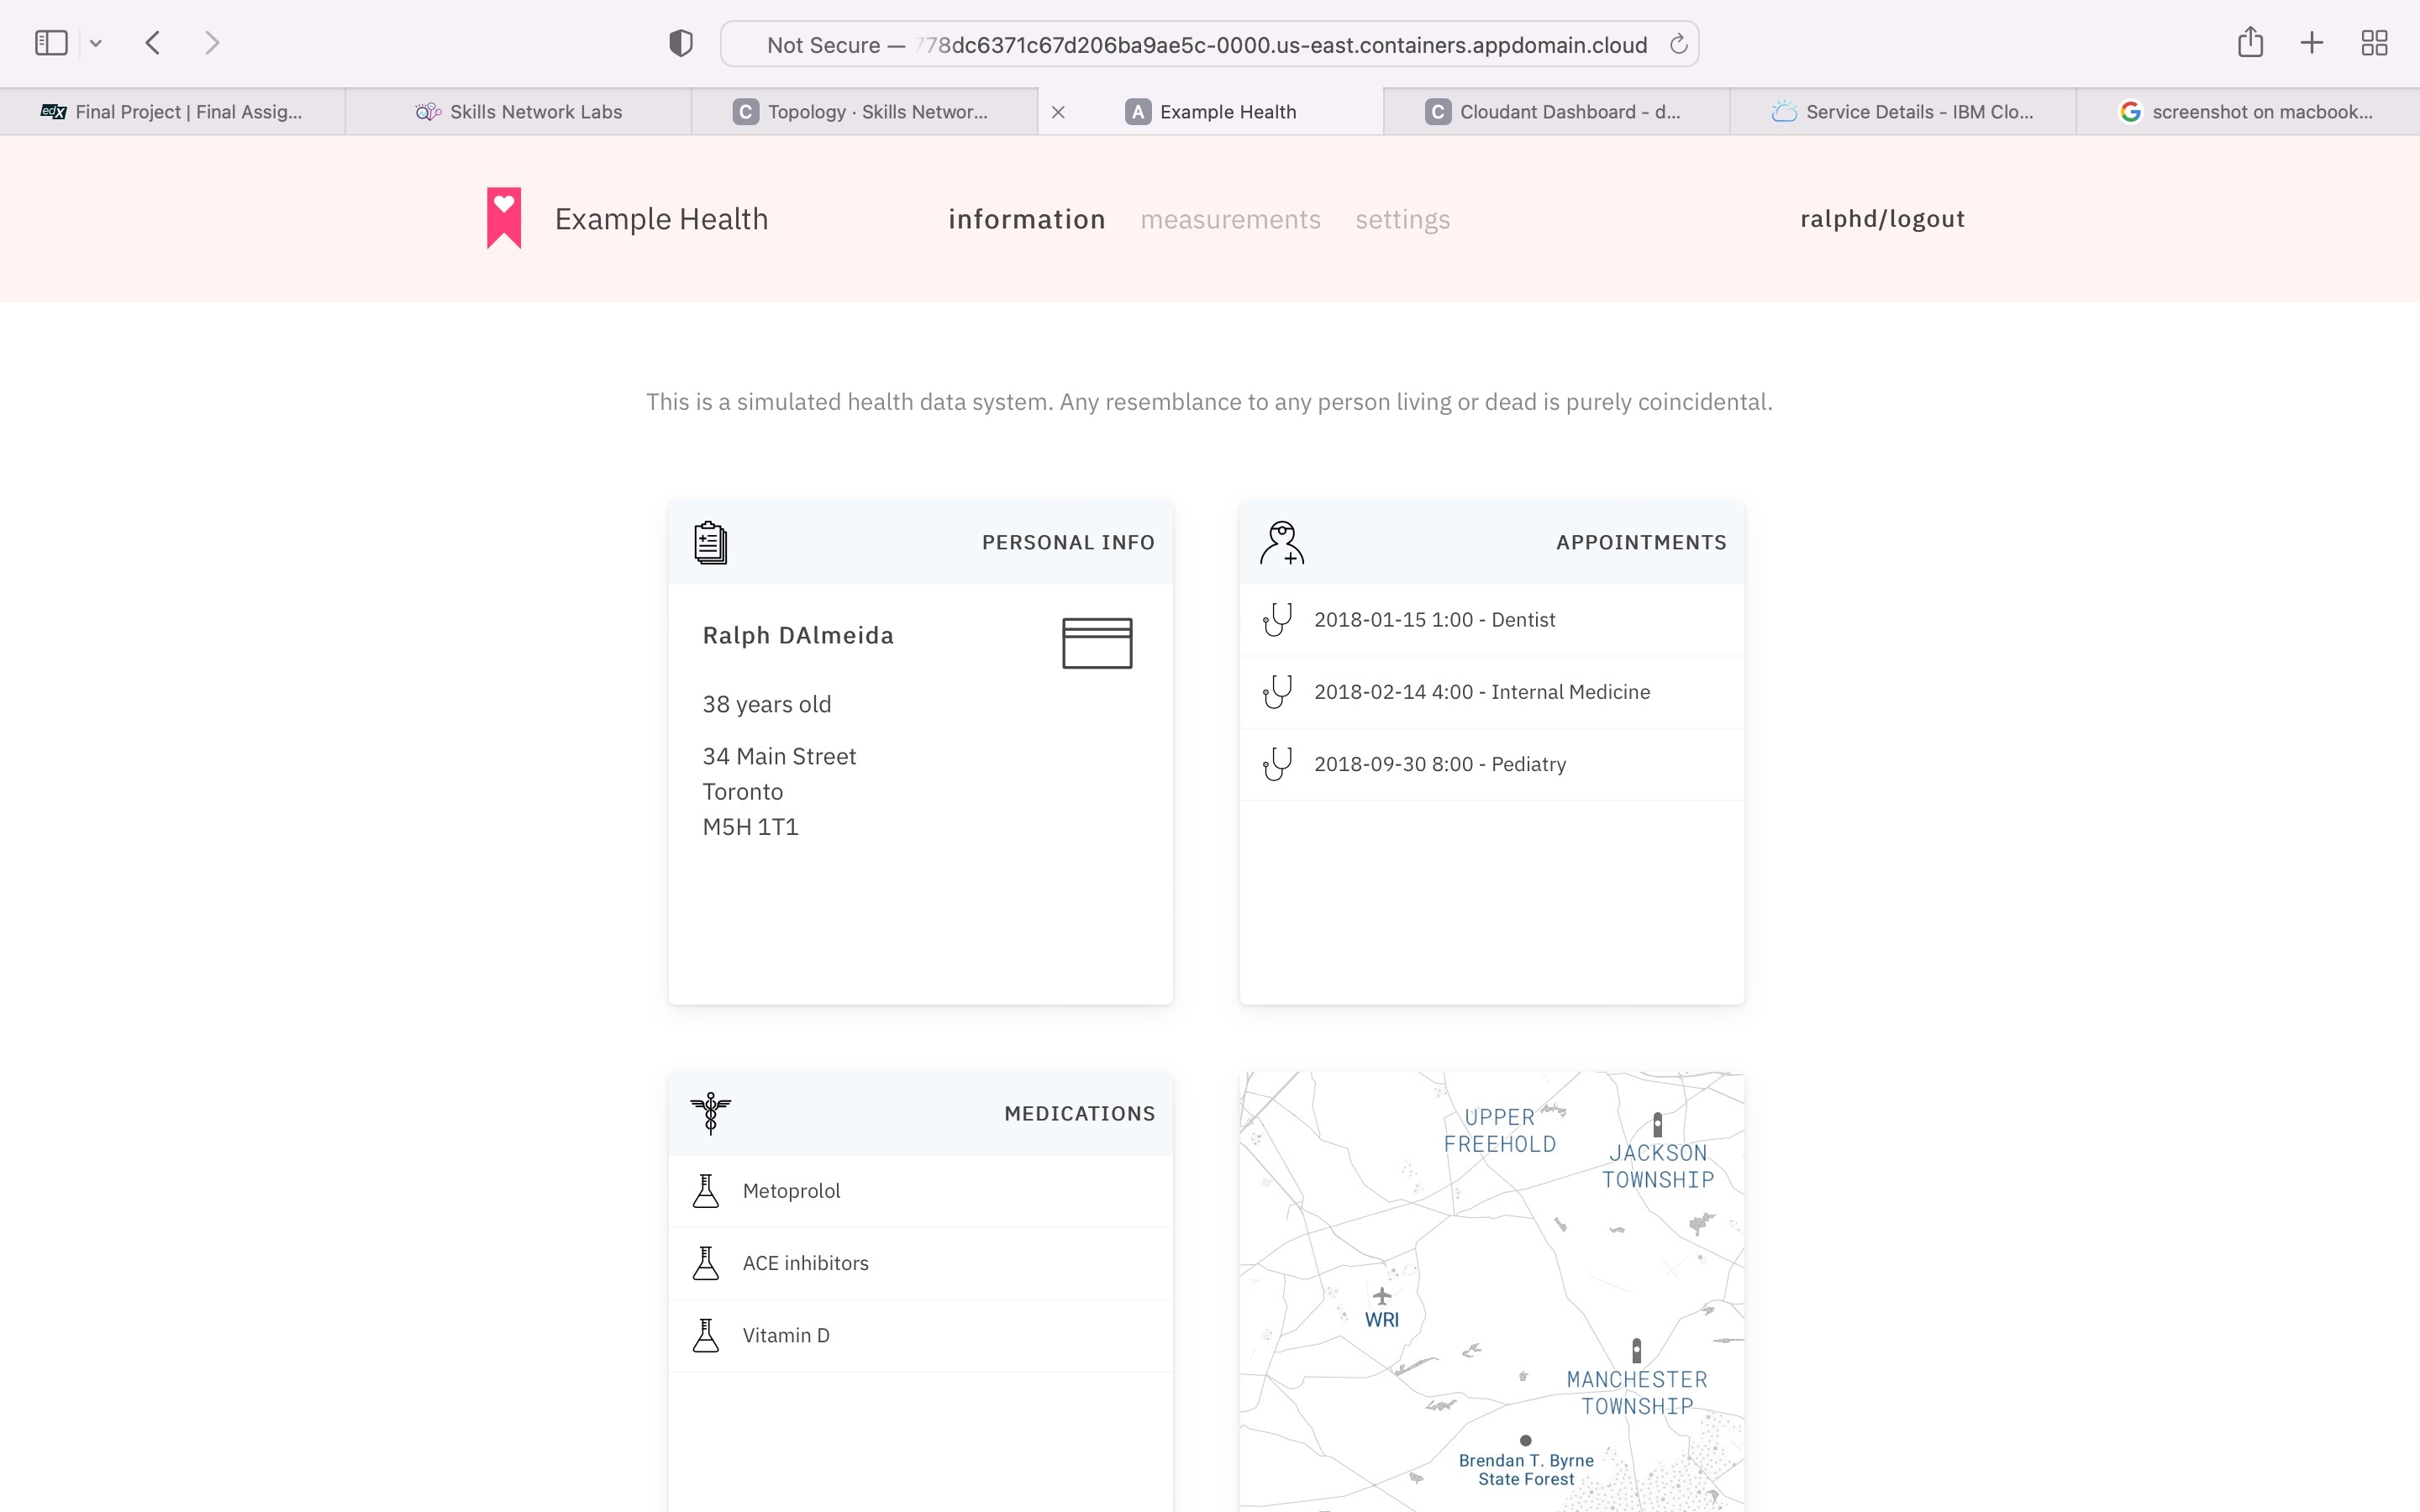 Not Secure — 778dc6371c67d206ba9ae5c-0000.us-east.containers.appdomain.cloud
edX Final Project | Final Assig...
Skills Network Labs
C Topology · Skills Networ...
A Example Health
C Cloudant Dashboard - d...
Service Details - IBM Clo...
G screenshot on macbook...
Example Health
information measurements settings
ralphd/logout
This is a simulated health data system. Any resemblance to any person living or dead is purely coincidental.
PERSONAL INFO
Ralph DAlmeida
38 years old
34 Main Street
Toronto
M5H 1T1
APPOINTMENTS
2018-01-15 1:00 - Dentist
2018-02-14 4:00 - Internal Medicine
2018-09-30 8:00 - Pediatry
MEDICATIONS
Metoprolol
ACE inhibitors
Vitamin D
UPPER
FREEHOLD
JACKSON
TOWNSHIP
WRI
MANCHESTER
TOWNSHIP
Brendan T. Byrne
State Forest